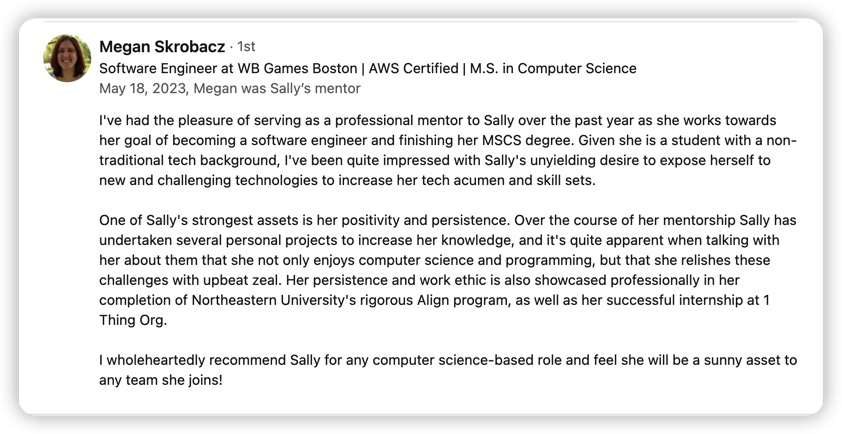 Megan Skrobacz · 1st
Software Engineer at WB Games Boston | AWS Certified | M.S. in Computer Science
May 18, 2023, Megan was Sally’s mentor
I've had the pleasure of serving as a professional mentor to Sally over the past year as she works towards
her goal of becoming a software engineer and finishing her MSCS degree. Given she is a student with a non-
traditional tech background, I've been quite impressed with Sally's unyielding desire to expose herself to
new and challenging technologies to increase her tech acumen and skill sets.
One of Sally's strongest assets is her positivity and persistence. Over the course of her mentorship Sally has
undertaken several personal projects to increase her knowledge, and it's quite apparent when talking with
her about them that she not only enjoys computer science and programming, but that she relishes these
challenges with upbeat zeal. Her persistence and work ethic is also showcased professionally in her
completion of Northeastern University's rigorous Align program, as well as her successful internship at 1
Thing Org.
I wholeheartedly recommend Sally for any computer science-based role and feel she will be a sunny asset to
any team she joins!